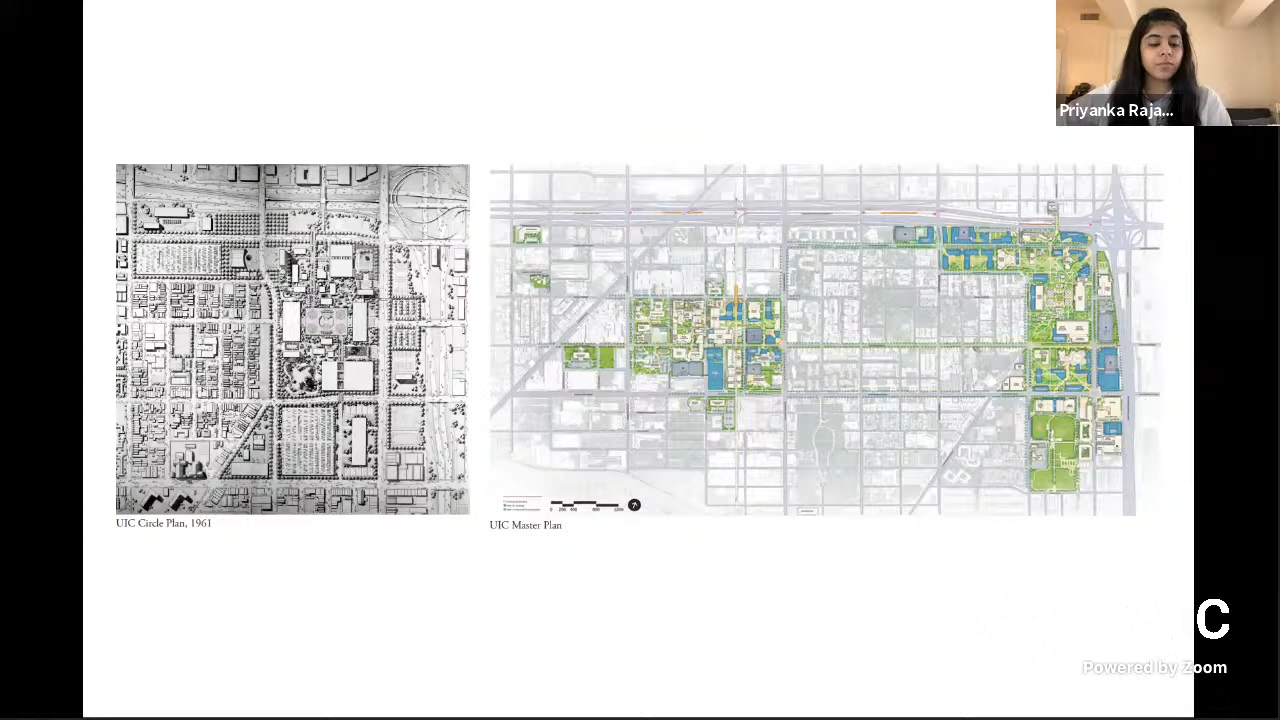 Priyanka Raja...
UIC Circle Plan, 1961
UIC Master Plan
C
Powered by Zoom